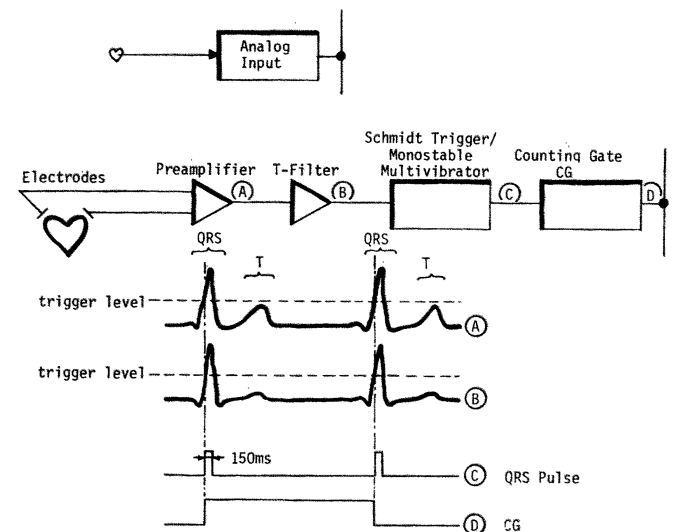 Analog
Input
Schmidt Trigger/
Monostable
Multivibrator
Counting Gate
CG
Preamplifier
T-Filter
Electrodes
A
B
C
D
QRS
T
QRS
T
trigger level
A
trigger level
B
150ms
C QRS Pulse
D CG